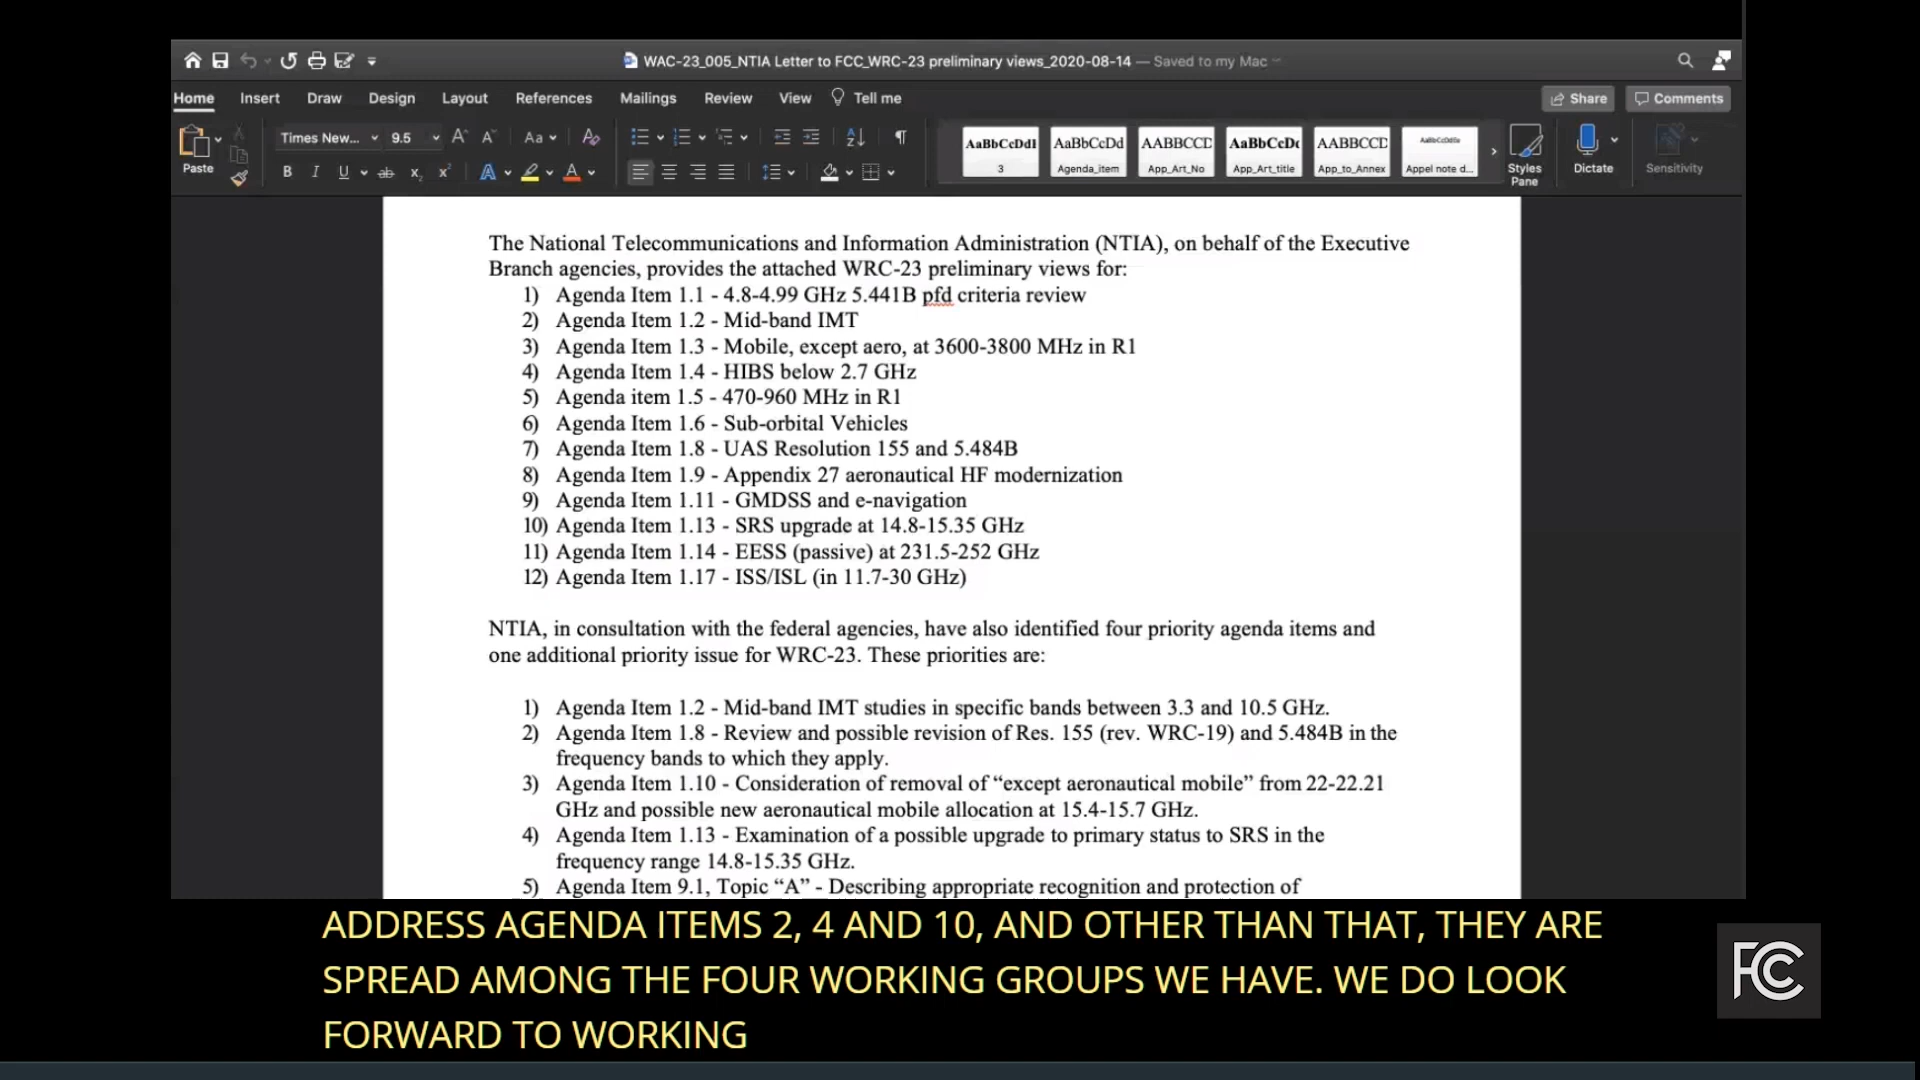 WAC-23_005_NTIA Letter to FCC_WRC-23 preliminary views_2020-08-14 — Saved to my Mac
Home Insert Draw Design Layout References Mailings Review View Tell me Share Comments
Paste Times New... 9.5 Aa
B I U ab x2 x2 A A
AaBbCcDdI AaBbCcDd AABBCCD AaBbCcDc AABBCCD AaBbCcDdEe
3 Agenda_item App_Art_No App_Art_title App_to_Annex Appel note d...
Styles Pane Dictate Sensitivity
The National Telecommunications and Information Administration (NTIA), on behalf of the Executive
Branch agencies, provides the attached WRC-23 preliminary views for:
1) Agenda Item 1.1 - 4.8-4.99 GHz 5.441B pfd criteria review
2) Agenda Item 1.2 - Mid-band IMT
3) Agenda Item 1.3 - Mobile, except aero, at 3600-3800 MHz in R1
4) Agenda Item 1.4 - HIBS below 2.7 GHz
5) Agenda item 1.5 - 470-960 MHz in R1
6) Agenda Item 1.6 - Sub-orbital Vehicles
7) Agenda Item 1.8 - UAS Resolution 155 and 5.484B
8) Agenda Item 1.9 - Appendix 27 aeronautical HF modernization
9) Agenda Item 1.11 - GMDSS and e-navigation
10) Agenda Item 1.13 - SRS upgrade at 14.8-15.35 GHz
11) Agenda Item 1.14 - EESS (passive) at 231.5-252 GHz
12) Agenda Item 1.17 - ISS/ISL (in 11.7-30 GHz)
NTIA, in consultation with the federal agencies, have also identified four priority agenda items and
one additional priority issue for WRC-23. These priorities are:
1) Agenda Item 1.2 - Mid-band IMT studies in specific bands between 3.3 and 10.5 GHz.
2) Agenda Item 1.8 - Review and possible revision of Res. 155 (rev. WRC-19) and 5.484B in the
frequency bands to which they apply.
3) Agenda Item 1.10 - Consideration of removal of “except aeronautical mobile” from 22-22.21
GHz and possible new aeronautical mobile allocation at 15.4-15.7 GHz.
4) Agenda Item 1.13 - Examination of a possible upgrade to primary status to SRS in the
frequency range 14.8-15.35 GHz.
5) Agenda Item 9.1, Topic “A” - Describing appropriate recognition and protection of
ADDRESS AGENDA ITEMS 2, 4 AND 10, AND OTHER THAN THAT, THEY ARE
SPREAD AMONG THE FOUR WORKING GROUPS WE HAVE. WE DO LOOK
FORWARD TO WORKING
FCC